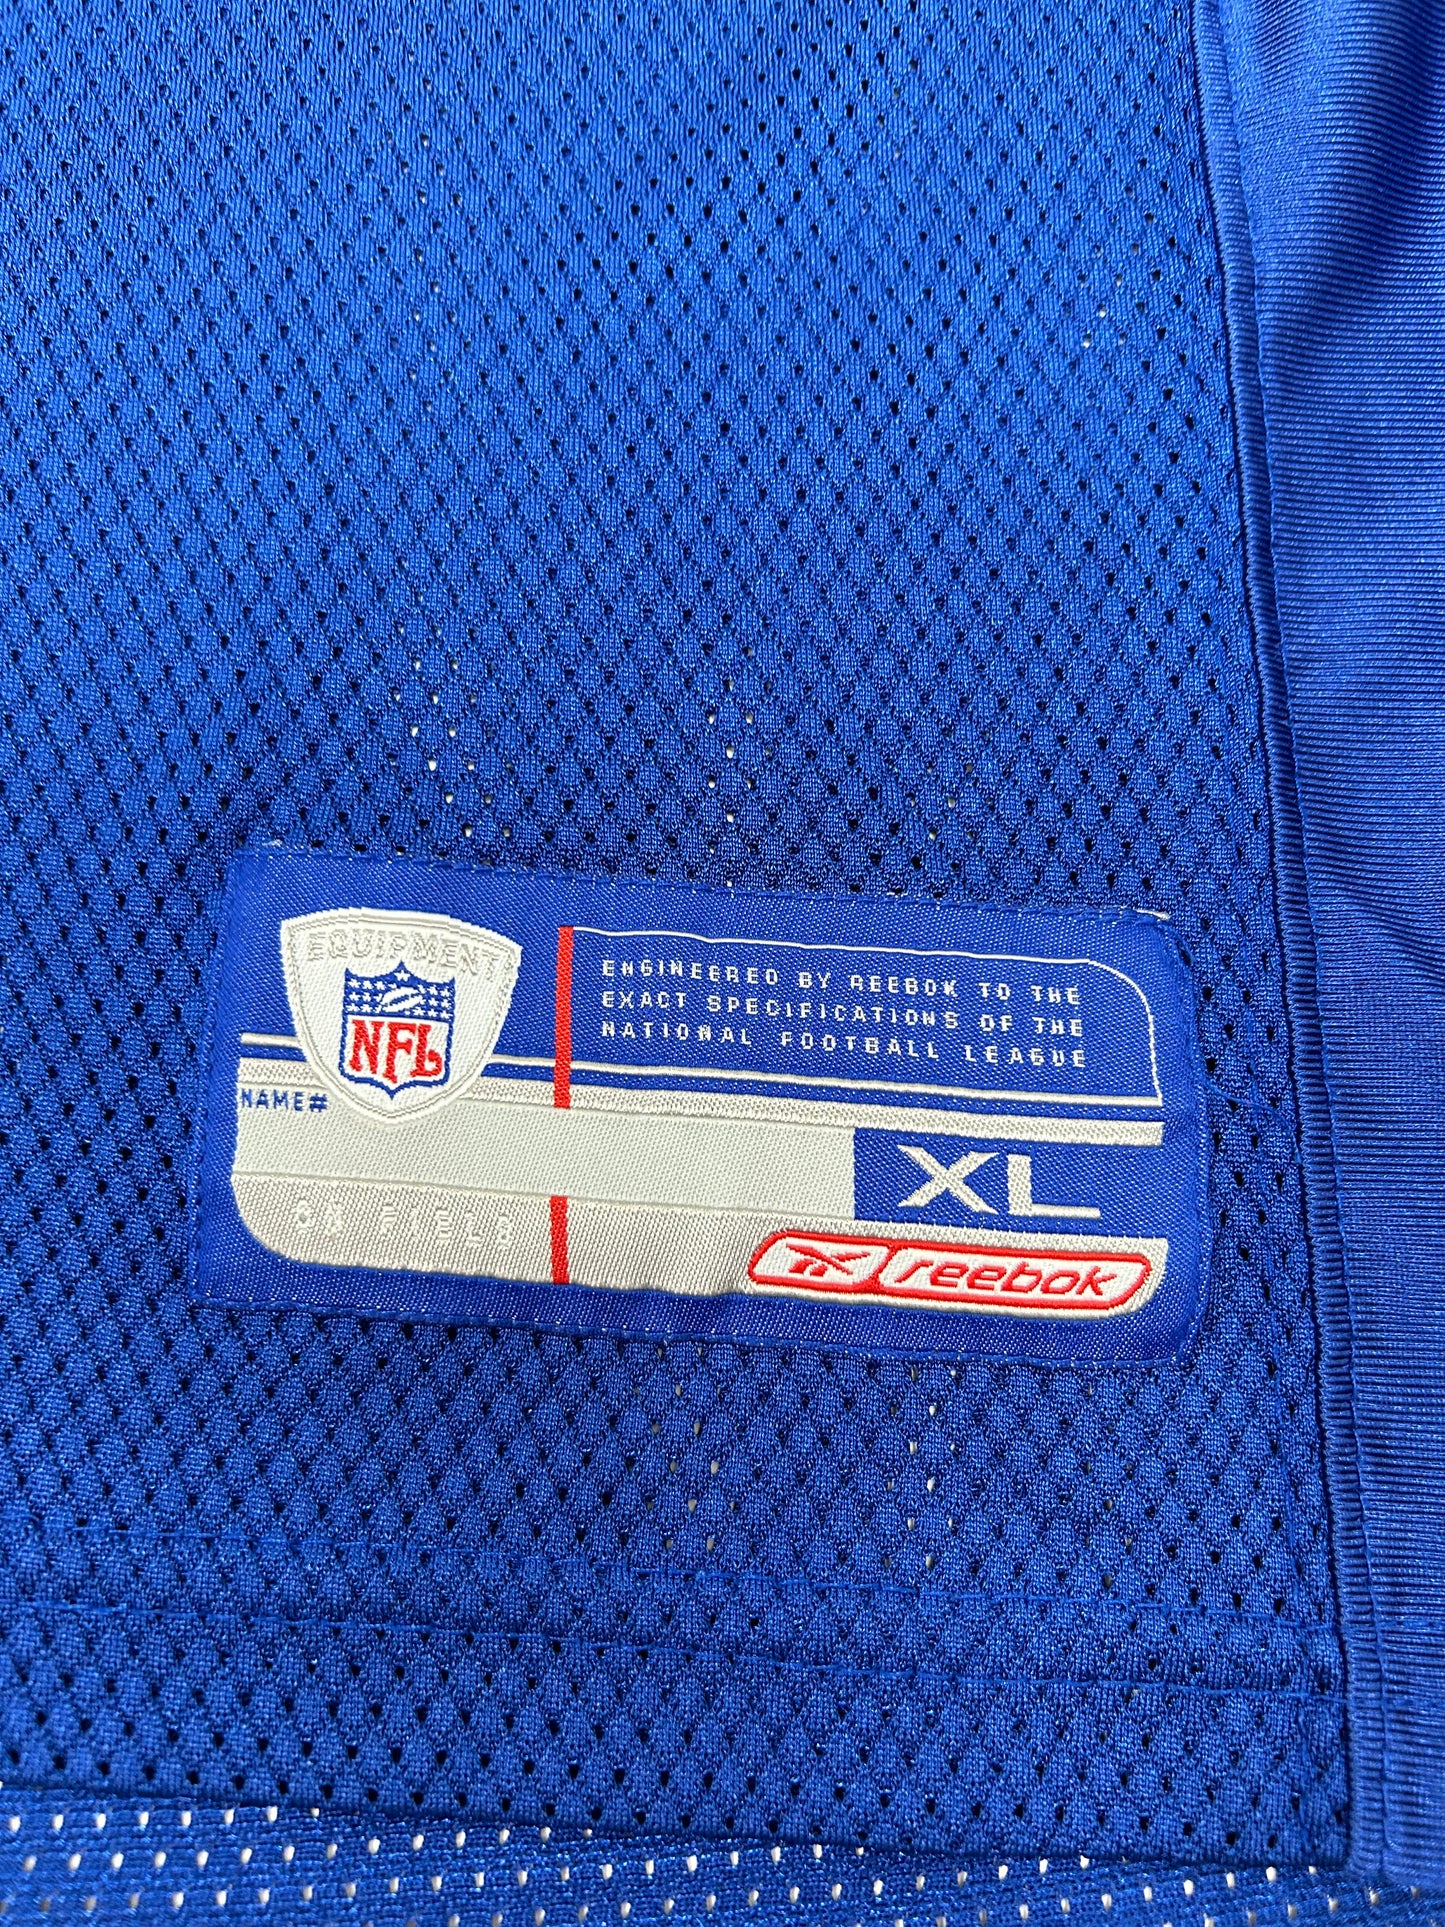 EQUIPMENT
NFL
ENGINEERED BY REEBOK TO THE
EXACT SPECIFICATIONS OF THE
NATIONAL FOOTBALL LEAGUE
NAME#
XL
ON FIELD
reebok